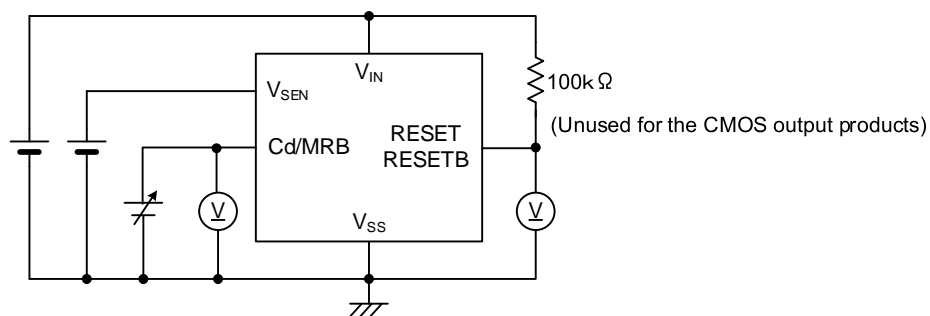 V_IN
V_SEN
100kΩ
(Unused for the CMOS output products)
RESET
Cd/MRB
RESETB
V
V
V_SS